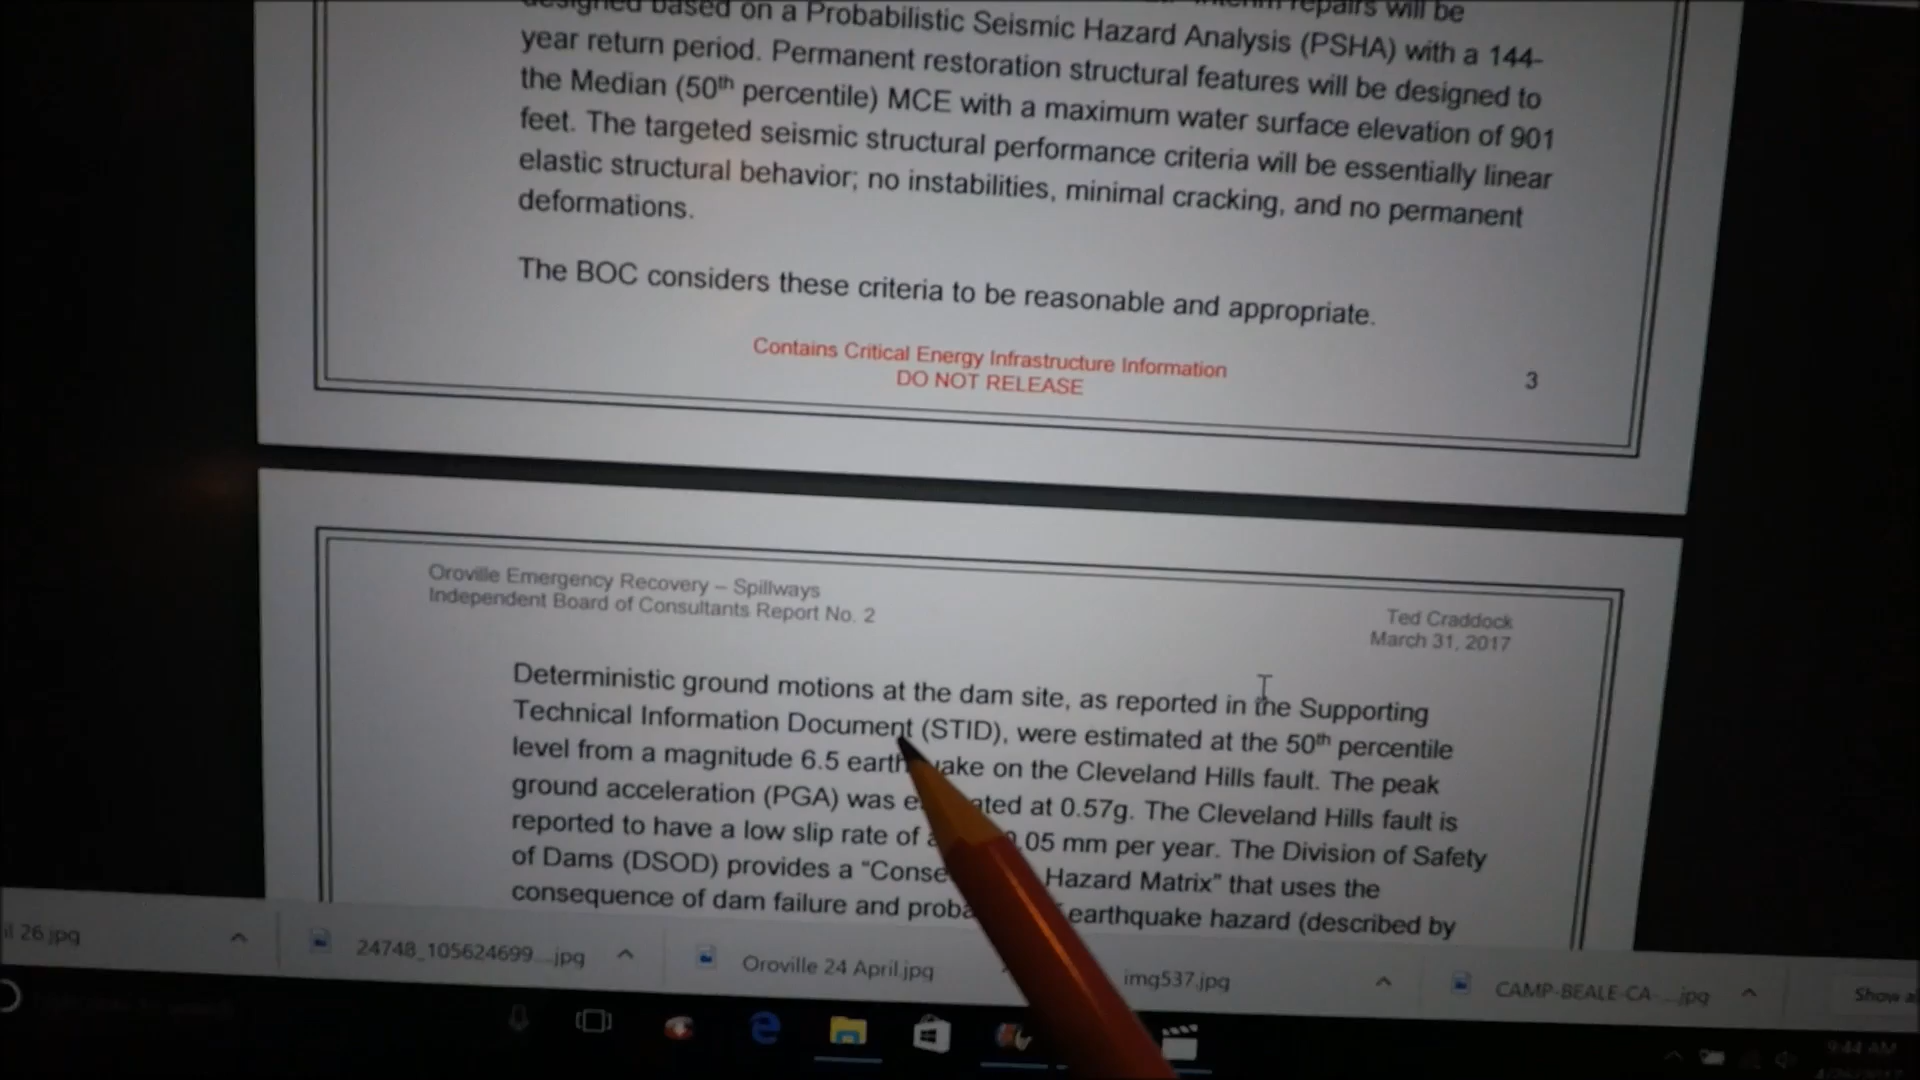 designed based on a Probabilistic Seismic Hazard Analysis (PSHA) with a 144-
interim repairs will be
year return period. Permanent restoration structural features will be designed to
the Median (50th percentile) MCE with a maximum water surface elevation of 901
feet. The targeted seismic structural performance criteria will be essentially linear
elastic structural behavior; no instabilities, minimal cracking, and no permanent
deformations.
The BOC considers these criteria to be reasonable and appropriate.
Contains Critical Energy Infrastructure Information
DO NOT RELEASE
3
Oroville Emergency Recovery – Spillways
Independent Board of Consultants Report No. 2
Ted Craddock
March 31, 2017
Deterministic ground motions at the dam site, as reported in the Supporting
Technical Information Document (STID), were estimated at the 50th percentile
level from a magnitude 6.5 earthquake on the Cleveland Hills fault. The peak
ground acceleration (PGA) was at 0.57g. The Cleveland Hills fault is
reported to have a low slip rate of .05 mm per year. The Division of Safety
of Dams (DSOD) provides a “Conse Hazard Matrix” that uses the
consequence of dam failure and proba earthquake hazard (described by
26.jpg
24748_105624699...jpg
Oroville 24 April.jpg
img537.jpg
CAMP-BEALE-CA-....jpg
Show a
9:44 AM